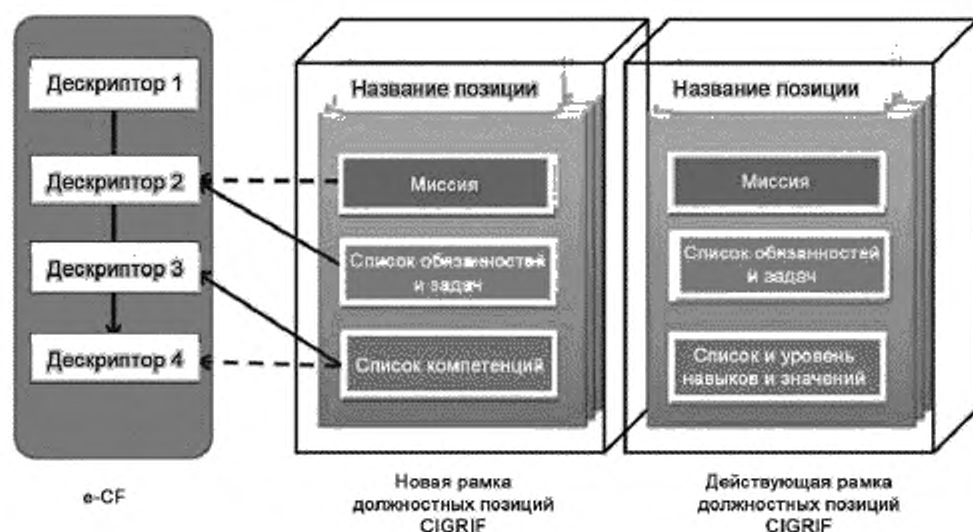 Дескриптор 1
Дескриптор 2
Дескриптор 3
Дескриптор 4
e-CF
Название позиции
Миссия
Список обязанностей
и задач
Список компетенций
Новая рамка
должностных позиций
CIGRIF
Название позиции
Миссия
Список обязанностей
и задач
Список и уровень
навыков и значений
Действующая рамка
должностных позиций
CIGRIF